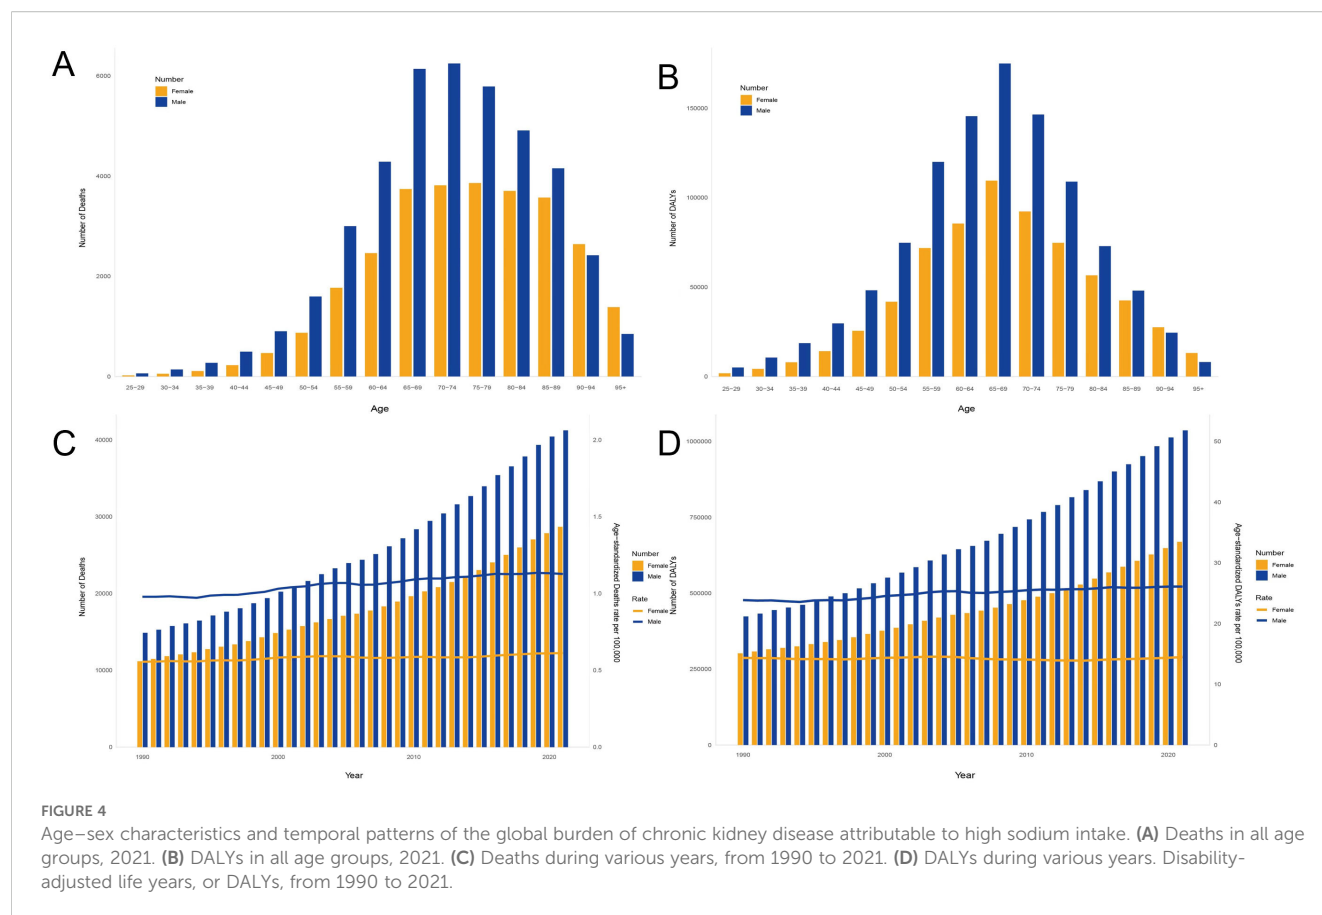 A
Number
Female
Male
Number of Deaths
6000
4000
2000
0
25−29 30−34 35−39 40−44 45−49 50−54 55−59 60−64 65−69 70−74 75−79 80−84 85−89 90−94 95+
Age
B
Number
Female
Male
Number of DALYs
150000
100000
50000
0
25−29 30−34 35−39 40−44 45−49 50−54 55−59 60−64 65−69 70−74 75−79 80−84 85−89 90−94 95+
Age
C
Number of Deaths
40000
30000
20000
10000
0
2.0
1.5
1.0
0.5
0.0
Age−standardized Deaths rate per 100,000
Number
Female
Male
Rate
Female
Male
1990 2000 2010 2020
Year
D
Number of DALYs
1000000
750000
500000
250000
0
50
40
30
20
10
0
Age−standardized DALYs rate per 100,000
Number
Female
Male
Rate
Female
Male
1990 2000 2010 2020
Year
FIGURE 4
Age–sex characteristics and temporal patterns of the global burden of chronic kidney disease attributable to high sodium intake. (A) Deaths in all age
groups, 2021. (B) DALYs in all age groups, 2021. (C) Deaths during various years, from 1990 to 2021. (D) DALYs during various years. Disability-
adjusted life years, or DALYs, from 1990 to 2021.